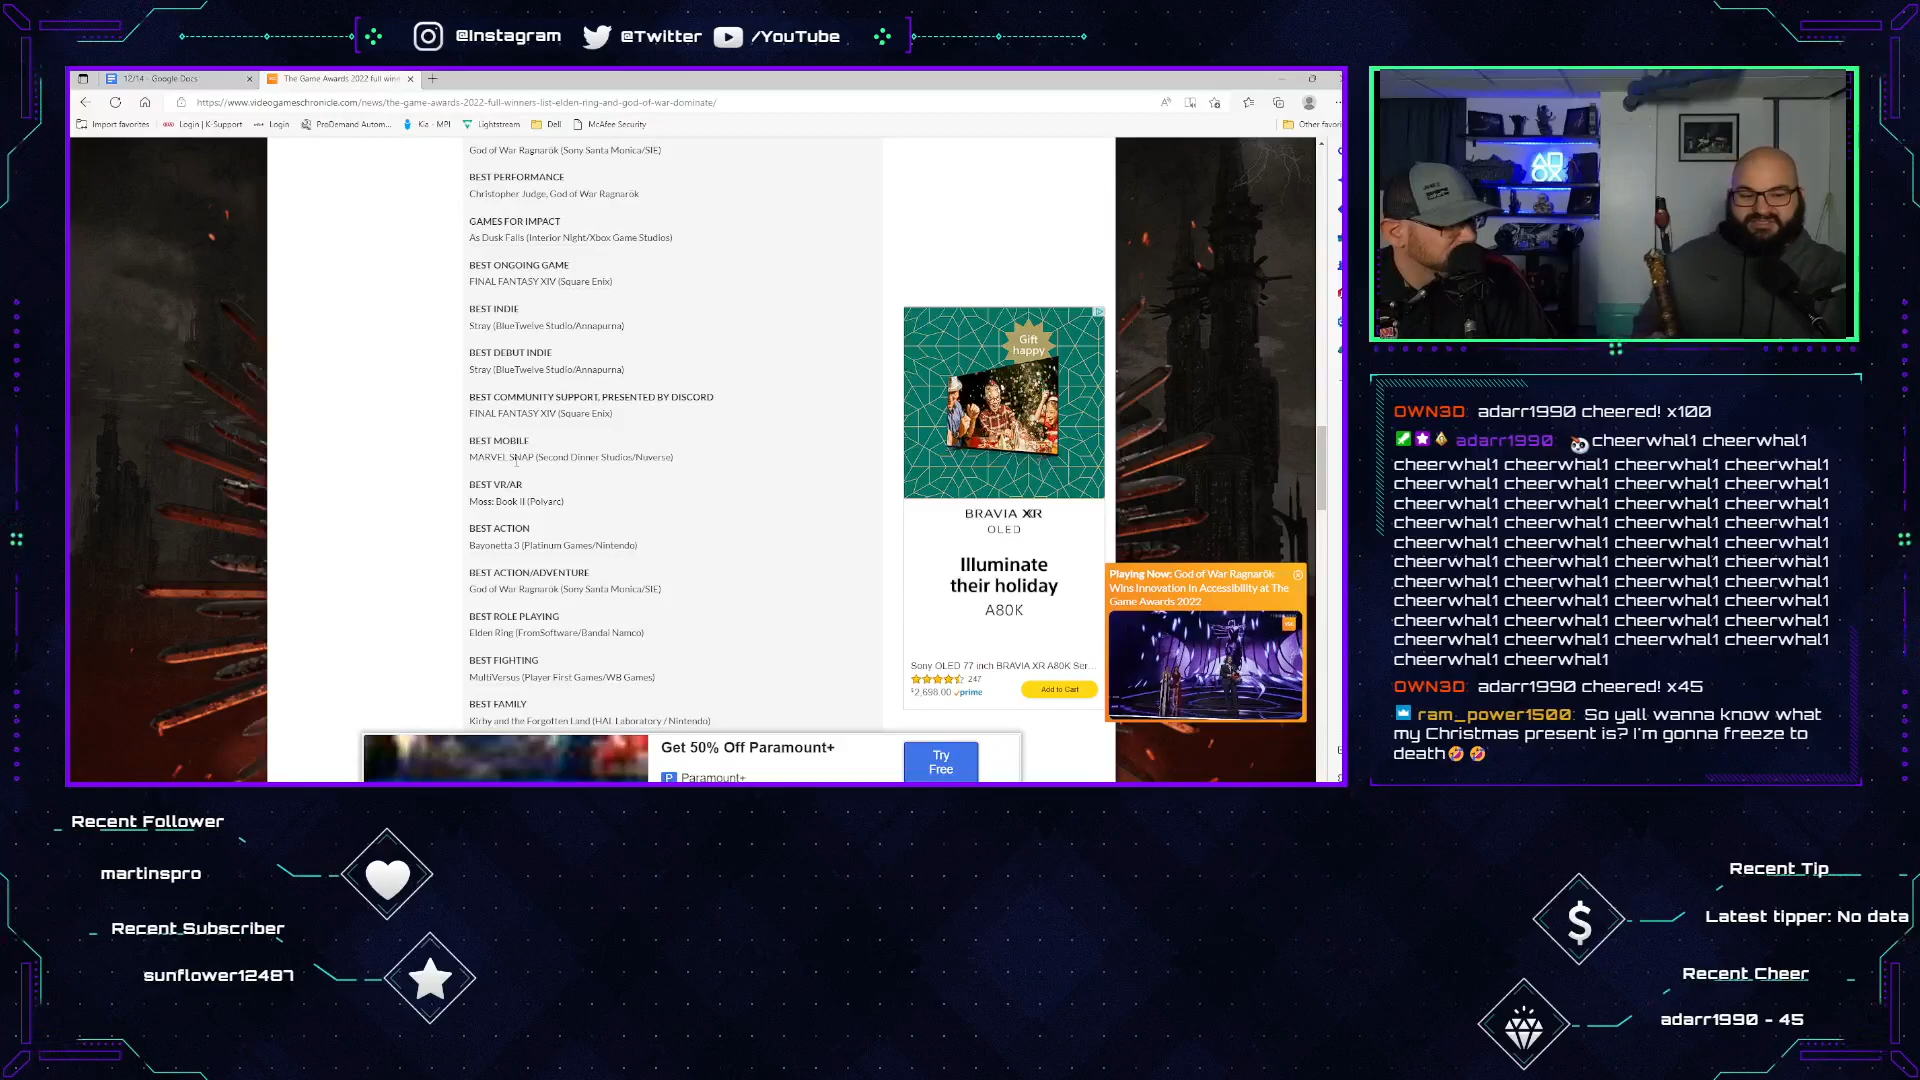 @Instagram @Twitter /YouTube
12/14 - Google Docs
The Game Awards 2022 full winn
https://www.videogameschronicle.com/news/the-game-awards-2022-full-winners-list-elden-ring-and-god-of-war-dominate/
Import favorites Login | K-Support Login ProDemand Autom... Kia - MPI Lightstream Dell McAfee Security Other favori
God of War Ragnarök (Sony Santa Monica/SIE)
BEST PERFORMANCE
Christopher Judge, God of War Ragnarök
GAMES FOR IMPACT
As Dusk Falls (Interior Night/Xbox Game Studios)
BEST ONGOING GAME
FINAL FANTASY XIV (Square Enix)
BEST INDIE
Stray (BlueTwelve Studio/Annapurna)
BEST DEBUT INDIE
Stray (BlueTwelve Studio/Annapurna)
BEST COMMUNITY SUPPORT, PRESENTED BY DISCORD
FINAL FANTASY XIV (Square Enix)
BEST MOBILE
MARVEL SNAP (Second Dinner Studios/Nuverse)
BEST VR/AR
Moss: Book II (Polyarc)
BEST ACTION
Bayonetta 3 (Platinum Games/Nintendo)
BEST ACTION/ADVENTURE
God of War Ragnarök (Sony Santa Monica/SIE)
BEST ROLE PLAYING
Elden Ring (FromSoftware/Bandai Namco)
BEST FIGHTING
MultiVersus (Player First Games/WB Games)
BEST FAMILY
Kirby and the Forgotten Land (HAL Laboratory / Nintendo)
Gift
happy
BRAVIA XR
OLED
Illuminate
their holiday
A80K
Sony OLED 77 inch BRAVIA XR A80K Ser...
247
$2,698.00 prime
Add to Cart
Playing Now: God of War Ragnarök
Wins Innovation In Accessibility at The
Game Awards 2022
Get 50% Off Paramount+
Paramount+
Try
Free
OWN3D: adarr1990 cheered! x100
adarr1990: cheerwhal1 cheerwhal1
cheerwhal1 cheerwhal1 cheerwhal1 cheerwhal1
cheerwhal1 cheerwhal1 cheerwhal1 cheerwhal1
cheerwhal1 cheerwhal1 cheerwhal1 cheerwhal1
cheerwhal1 cheerwhal1 cheerwhal1 cheerwhal1
cheerwhal1 cheerwhal1 cheerwhal1 cheerwhal1
cheerwhal1 cheerwhal1 cheerwhal1 cheerwhal1
cheerwhal1 cheerwhal1 cheerwhal1 cheerwhal1
cheerwhal1 cheerwhal1 cheerwhal1 cheerwhal1
cheerwhal1 cheerwhal1 cheerwhal1 cheerwhal1
cheerwhal1 cheerwhal1 cheerwhal1 cheerwhal1
cheerwhal1 cheerwhal1
OWN3D: adarr1990 cheered! x45
ram_power1500: So yall wanna know what
my Christmas present is? I'm gonna freeze to
death🤣 🤣
Recent Follower
martinspro
Recent Subscriber
sunflower12487
Recent Tip
Latest tipper: No data
Recent Cheer
adarr1990 - 45